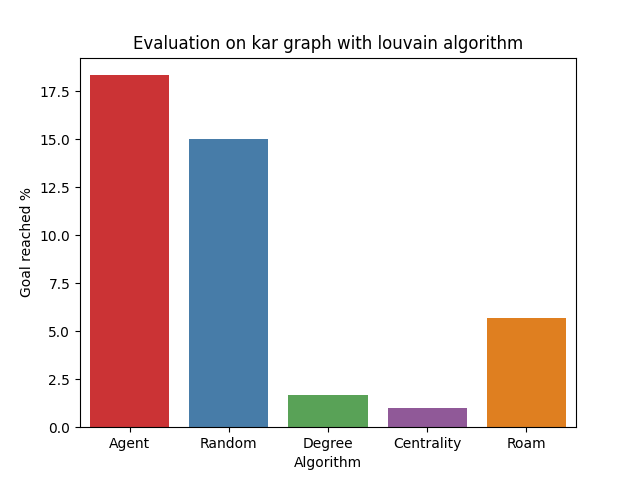 Evaluation on kar graph with louvain algorithm
Goal reached %
17.5
15.0
12.5
10.0
7.5
5.0
2.5
0.0
Agent Random Degree Centrality Roam
Algorithm